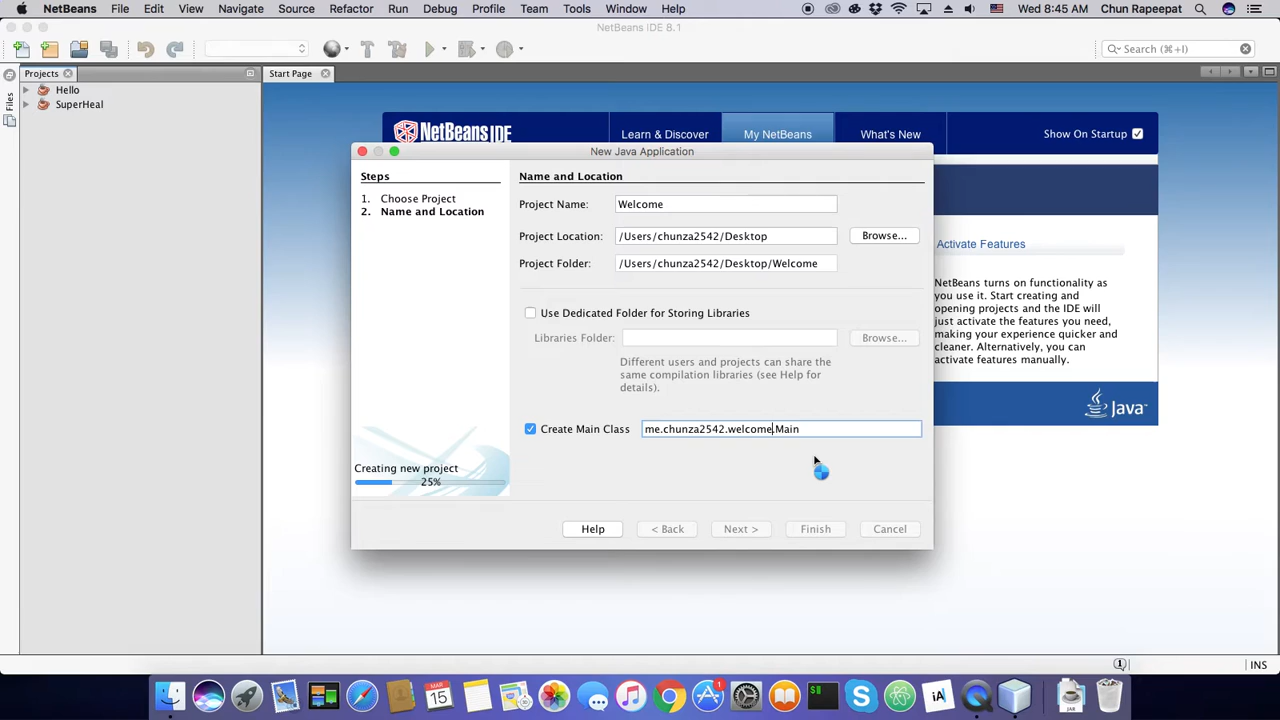 NetBeans File Edit View Navigate Source Refactor Run Debug Profile Team Tools Window Help Wed 8:45 AM Chun Rapeepat
NetBeans IDE 8.1
Search (⌘+I)
Projects Start Page
Files
Hello
SuperHeal
NetBeans IDE Learn & Discover My NetBeans What's New Show On Startup
New Java Application
Steps
1. Choose Project
2. Name and Location
Name and Location
Project Name: Welcome
Project Location: /Users/chunza2542/Desktop Browse...
Project Folder: /Users/chunza2542/Desktop/Welcome
Use Dedicated Folder for Storing Libraries
Libraries Folder: Browse...
Different users and projects can share the
same compilation libraries (see Help for
details).
Create Main Class me.chunza2542.welcome.Main
Creating new project
25%
Help < Back Next > Finish Cancel
Activate Features
NetBeans turns on functionality as
you use it. Start creating and
opening projects and the IDE will
just activate the features you need,
making your experience quicker and
cleaner. Alternatively, you can
activate features manually.
Java
1 INS
MAR
15
1
iA
JAR